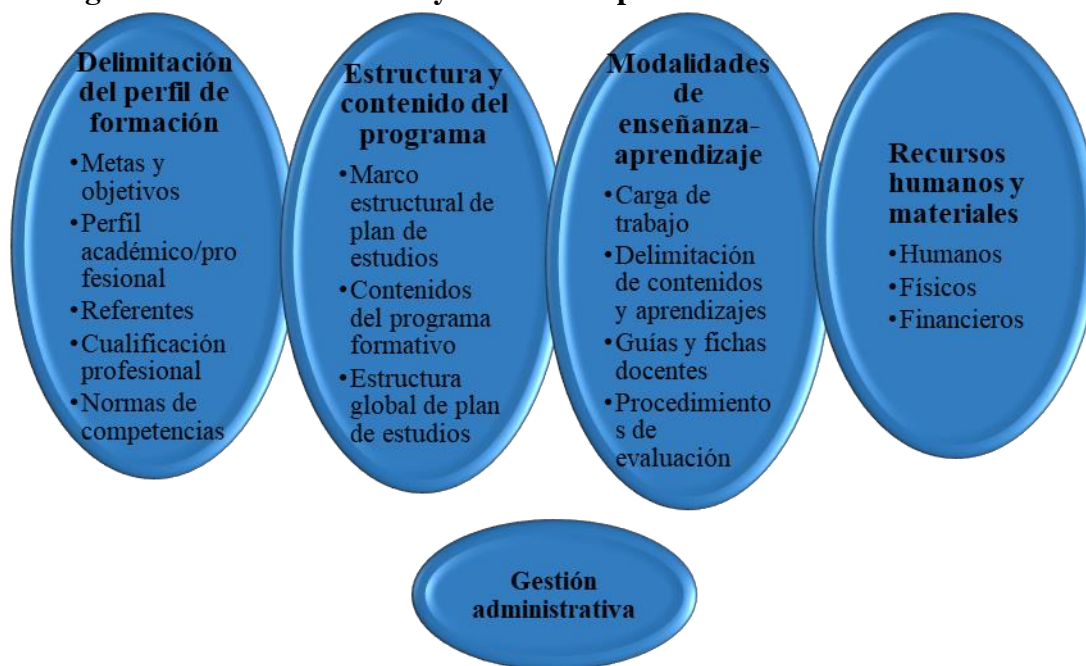 Delimitación
del perfil de
formación
•Metas y
objetivos
•Perfil
académico/pro
fesional
•Referentes
•Cualificación
profesional
•Normas de
competencias
Estructura y
contenido del
programa
•Marco
estructural de
plan de
estudios
•Contenidos
del programa
formativo
•Estructura
global de plan
de estudios
Modalidades
de
enseñanza-
aprendizaje
•Carga de
trabajo
•Delimitación
de contenidos
y aprendizajes
•Guías y fichas
docentes
•Procedimiento
s de
evaluación
Recursos
humanos y
materiales
•Humanos
•Físicos
•Financieros
Gestión
administrativa